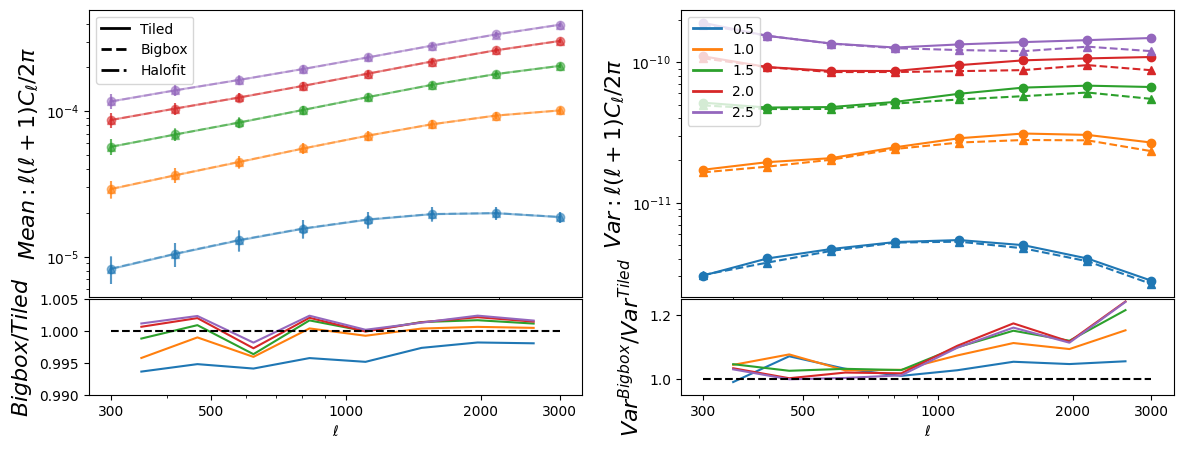 Tiled
Bigbox
Halofit
10⁻⁴
10⁻⁵
Mean : ℓ(ℓ + 1)Cℓ/2π
1.005
1.000
0.995
0.990
Bigbox/Tiled
300
500
1000
2000
3000
ℓ
0.5
1.0
1.5
2.0
2.5
10⁻¹⁰
10⁻¹¹
Var : ℓ(ℓ + 1)Cℓ/2π
1.2
1.0
Var^Bigbox/Var^Tiled
300
500
1000
2000
3000
ℓ